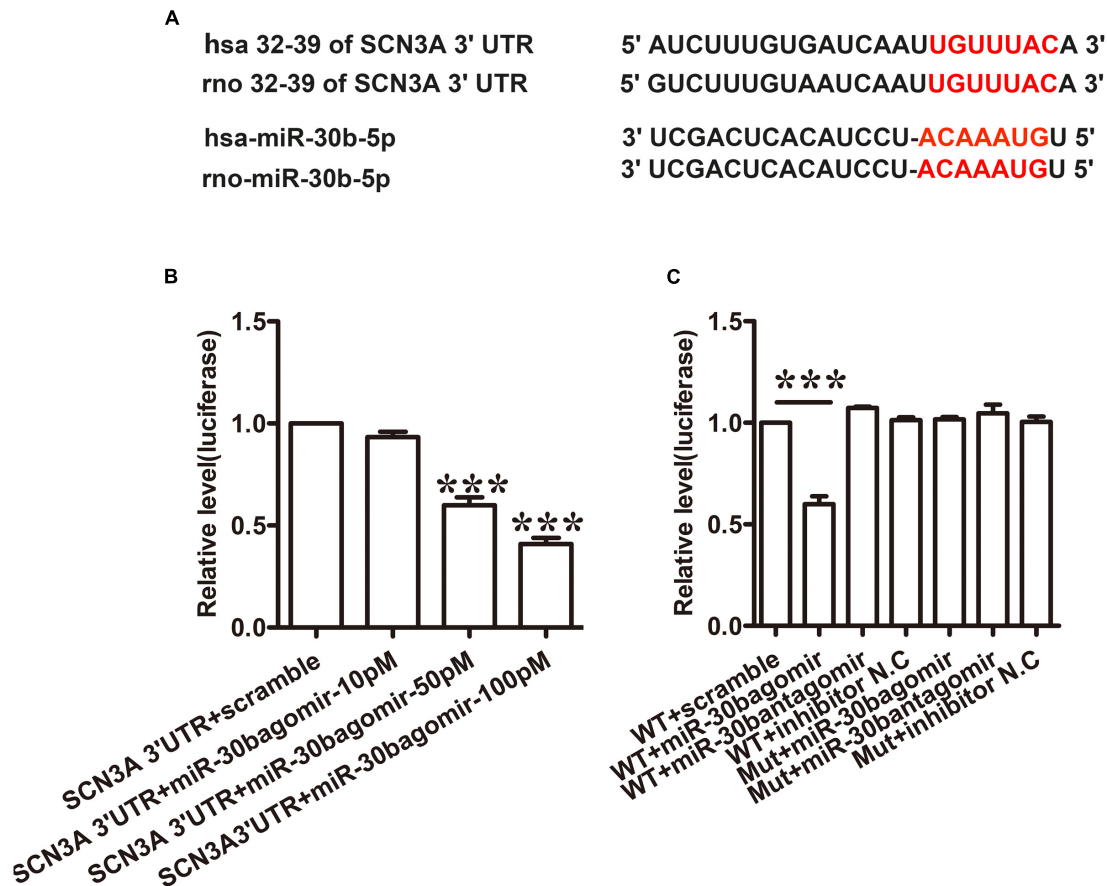 A
hsa 32-39 of SCN3A 3' UTR 5' AUCUUUGUGAUCAAUUGUUUACA 3'
rno 32-39 of SCN3A 3' UTR 5' GUCUUUGUAAUCAAUUGUUUACA 3'
hsa-miR-30b-5p 3' UCGACUCACAUCCU-ACAAAUGU 5'
rno-miR-30b-5p 3' UCGACUCACAUCCU-ACAAAUGU 5'
B
Relative level(luciferase)
1.5
1.0
0.5
0.0
***
***
SCN3A 3'UTR+scramble
SCN3A 3'UTR+miR-30bagomir-10pM
SCN3A 3'UTR+miR-30bagomir-50pM
SCN3A3'UTR+miR-30bagomir-100pM
C
Relative level(luciferase)
1.5
1.0
0.5
0.0
***
WT+scramble
WT+miR-30bagomir
WT+miR-30bantagomir
WT+inhibitor N.C
Mut+miR-30bagomir
Mut+miR-30bantagomir
Mut+inhibitor N.C